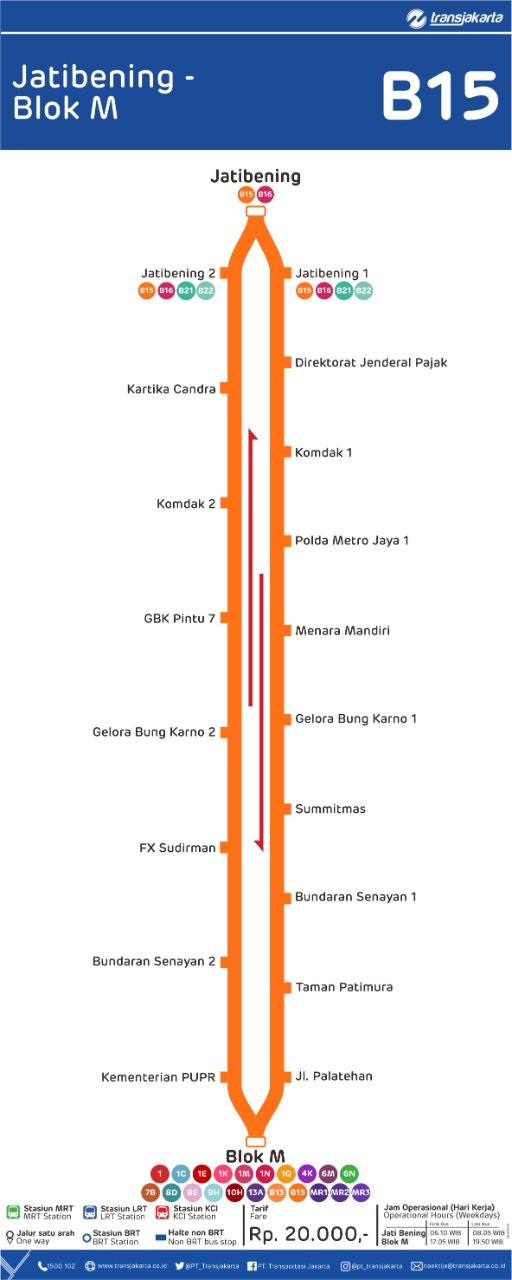 transjakarta
Jatibening -
Blok M
B15
Jatibening
B15 B16
Jatibening 2
B15 B16 B21 B22
Jatibening 1
B15 B16 B21 B22
Direktorat Jenderal Pajak
Kartika Candra
Komdak 1
Komdak 2
Polda Metro Jaya 1
GBK Pintu 7
Menara Mandiri
Gelora Bung Karno 1
Gelora Bung Karno 2
Summitmas
FX Sudirman
Bundaran Senayan 1
Bundaran Senayan 2
Taman Patimura
Kementerian PUPR
Jl. Palatehan
Blok M
1 1C 1E 1K 1M 1N 1Q 4K 6M 6N
7B 8D 8E 9H 10H 13A B13 B15 MR1 MR2 MR3
Stasiun MRT
MRT Station
Stasiun LRT
LRT Station
Stasiun KCI
KCI Station
Jalur satu arah
One way
Stasiun BRT
BRT Station
Halte non BRT
Non BRT bus stop
Tarif
Fare
Rp. 20.000,-
Jam Operasional (Hari Kerja)
Operational Hours (Weekdays)
First Bus Last Bus
Jati Bening 06.10 WIB 08.05 WIB
Blok M 17.05 WIB 19.50 WIB
1500 102
www.transjakarta.co.id
@PT_Transjakarta
PT Transportasi Jakarta
@pt_transjakarta
naektije@transjakarta.co.id